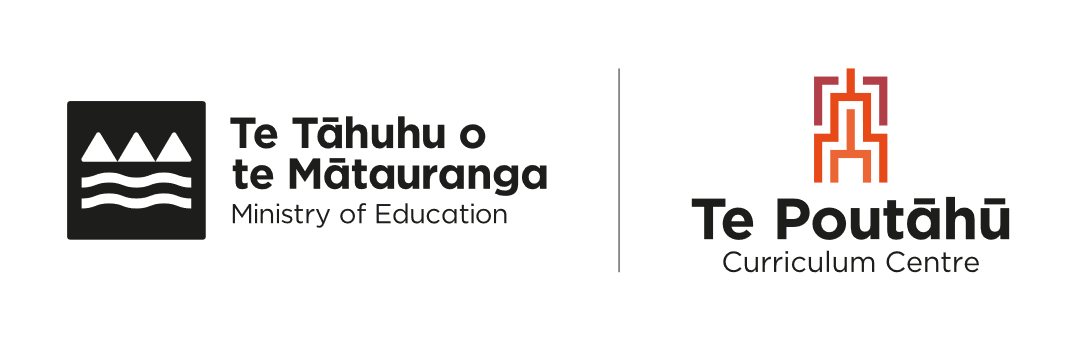 Te Tāhuhu o
te Mātauranga
Ministry of Education
Te Poutāhū
Curriculum Centre